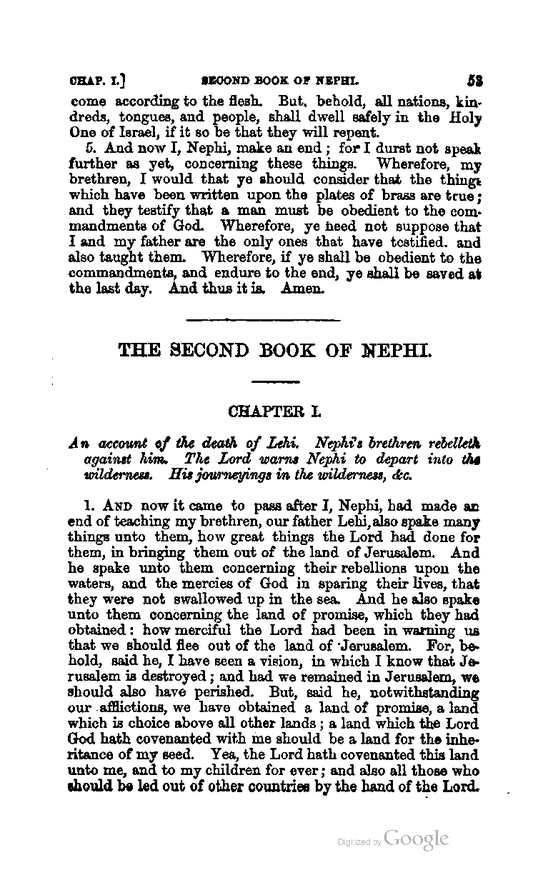 CHAP. I.] SECOND BOOK OF NEPHI. 53
come according to the flesh. But, behold, all nations, kin-
dreds, tongues, and people, shall dwell safely in the Holy
One of Israel, if it so be that they will repent.
5. And now I, Nephi, make an end; for I durst not speak
further as yet, concerning these things. Wherefore, my
brethren, I would that ye should consider that the things
which have been written upon the plates of brass are true;
and they testify that a man must be obedient to the com-
mandments of God. Wherefore, ye need not suppose that
I and my father are the only ones that have testified, and
also taught them. Wherefore, if ye shall be obedient to the
commandments, and endure to the end, ye shall be saved at
the last day. And thus it is. Amen.
THE SECOND BOOK OF NEPHI.
CHAPTER I.
An account of the death of Lehi. Nephi's brethren rebelleth
against him. The Lord warns Nephi to depart into the
wilderness. His journeyings in the wilderness, &c.
1. AND now it came to pass after I, Nephi, had made an
end of teaching my brethren, our father Lehi, also spake many
things unto them, how great things the Lord had done for
them, in bringing them out of the land of Jerusalem. And
he spake unto them concerning their rebellions upon the
waters, and the mercies of God in sparing their lives, that
they were not swallowed up in the sea. And he also spake
unto them concerning the land of promise, which they had
obtained: how merciful the Lord had been in warning us
that we should flee out of the land of Jerusalem. For, be-
hold, said he, I have seen a vision, in which I know that Je-
rusalem is destroyed; and had we remained in Jerusalem, we
should also have perished. But, said he, notwithstanding
our afflictions, we have obtained a land of promise, a land
which is choice above all other lands; a land which the Lord
God hath covenanted with me should be a land for the inhe-
ritance of my seed. Yea, the Lord hath covenanted this land
unto me, and to my children for ever; and also all those who
should be led out of other countries by the hand of the Lord.
Digitized by Google